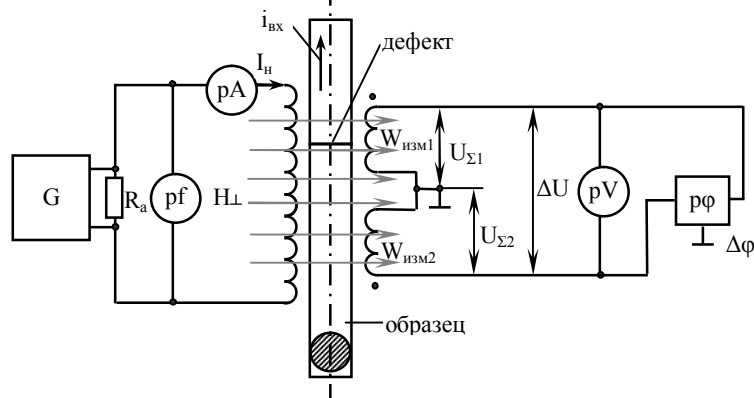 iвх
дефект
Iн
pA
Wизм1
UΣ1
G
Ra
pf
H⊥
ΔU
pV
pφ
UΣ2
Δφ
Wизм2
образец